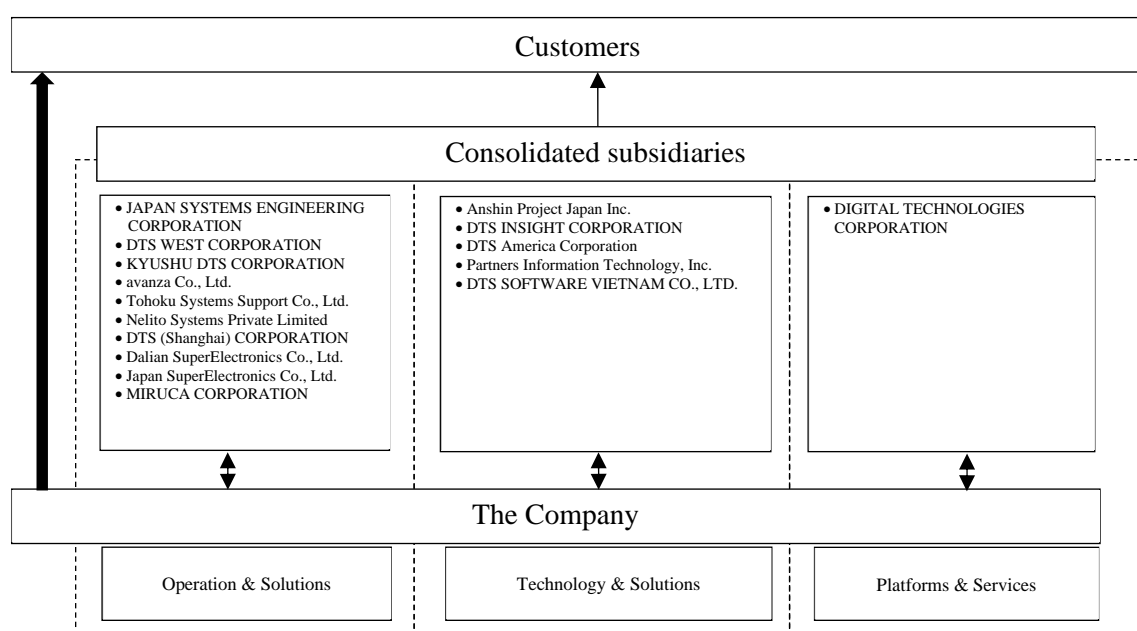 Customers
Consolidated subsidiaries
• JAPAN SYSTEMS ENGINEERING
CORPORATION
• DTS WEST CORPORATION
• KYUSHU DTS CORPORATION
• avanza Co., Ltd.
• Tohoku Systems Support Co., Ltd.
• Nelito Systems Private Limited
• DTS (Shanghai) CORPORATION
• Dalian SuperElectronics Co., Ltd.
• Japan SuperElectronics Co., Ltd.
• MIRUCA CORPORATION
• Anshin Project Japan Inc.
• DTS INSIGHT CORPORATION
• DTS America Corporation
• Partners Information Technology, Inc.
• DTS SOFTWARE VIETNAM CO., LTD.
• DIGITAL TECHNOLOGIES
CORPORATION
The Company
Operation & Solutions
Technology & Solutions
Platforms & Services